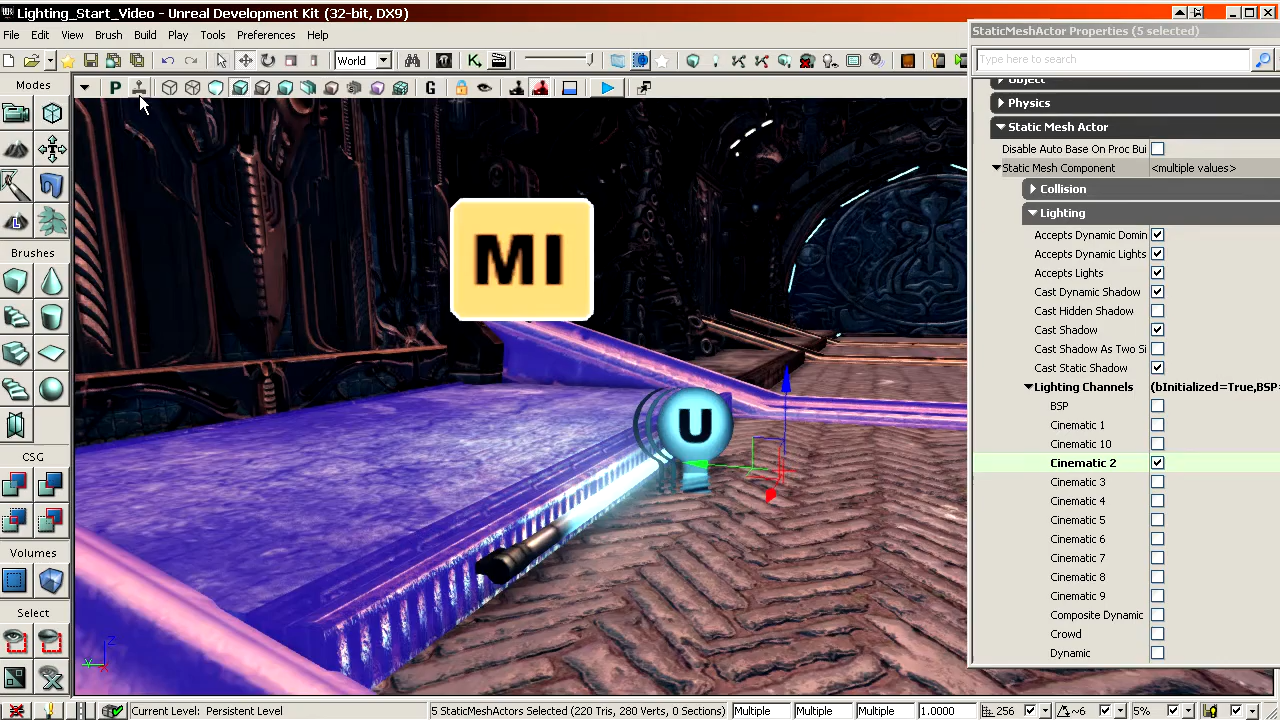 Lighting_Start_Video - Unreal Development Kit (32-bit, DX9)
File Edit View Brush Build Play Tools Preferences Help
World
Modes
Brushes
CSC
Volumes
Select
P
G
MI
U
Z
Y
X
StaticMeshActor Properties (5 selected)
Type here to search
Object
Physics
Static Mesh Actor
Disable Auto Base On Proc Bui
Static Mesh Component <multiple values>
Collision
Lighting
Accepts Dynamic Domin
Accepts Dynamic Lights
Accepts Lights
Cast Dynamic Shadow
Cast Hidden Shadow
Cast Shadow
Cast Shadow As Two Si
Cast Static Shadow
Lighting Channels (bInitialized=True,BSP
BSP
Cinematic 1
Cinematic 10
Cinematic 2
Cinematic 3
Cinematic 4
Cinematic 5
Cinematic 6
Cinematic 7
Cinematic 8
Cinematic 9
Composite Dynamic
Crowd
Dynamic
Current Level: Persistent Level 5 StaticMeshActors Selected (220 Tris, 280 Verts, 0 Sections) Multiple Multiple Multiple 1.0000 256 ~6 5%